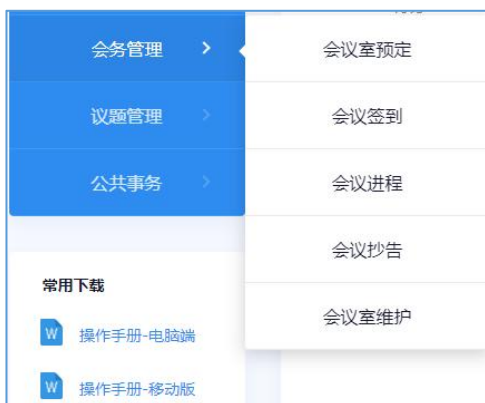 会务管理
议题管理
公共事务
会议室预定
会议签到
会议进程
会议抄告
会议室维护
常用下载
W 操作手册-电脑端
W 操作手册-移动版